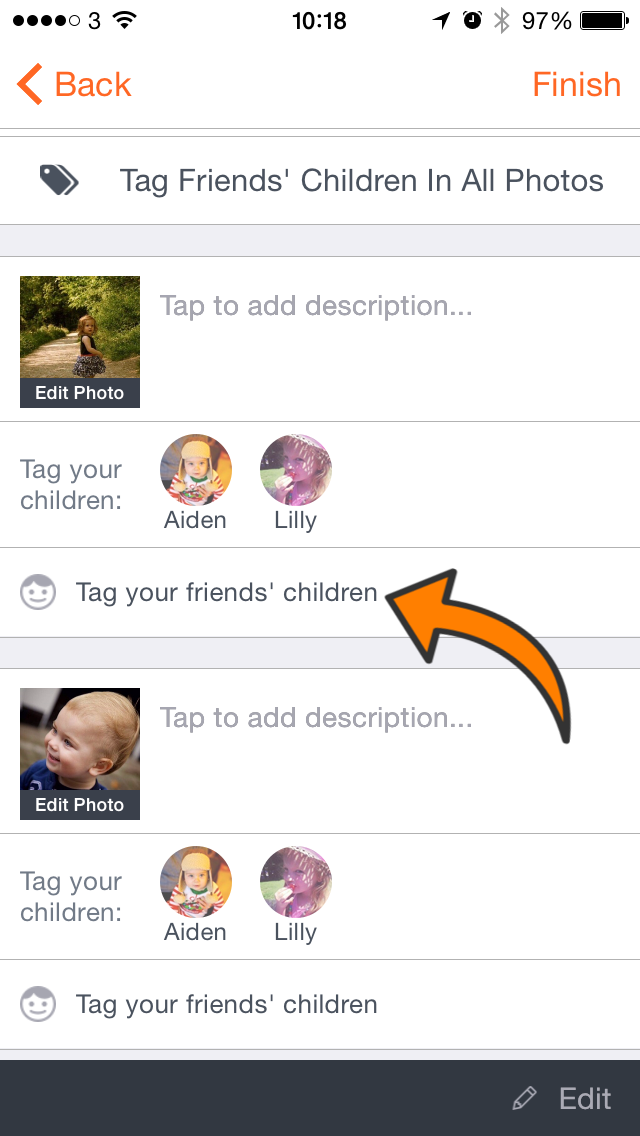 3 10:18 97%
Back Finish
Tag Friends' Children In All Photos
Tap to add description...
Edit Photo
Tag your
children:
Aiden Lilly
Tag your friends' children
Tap to add description...
Edit Photo
Tag your
children:
Aiden Lilly
Tag your friends' children
Edit